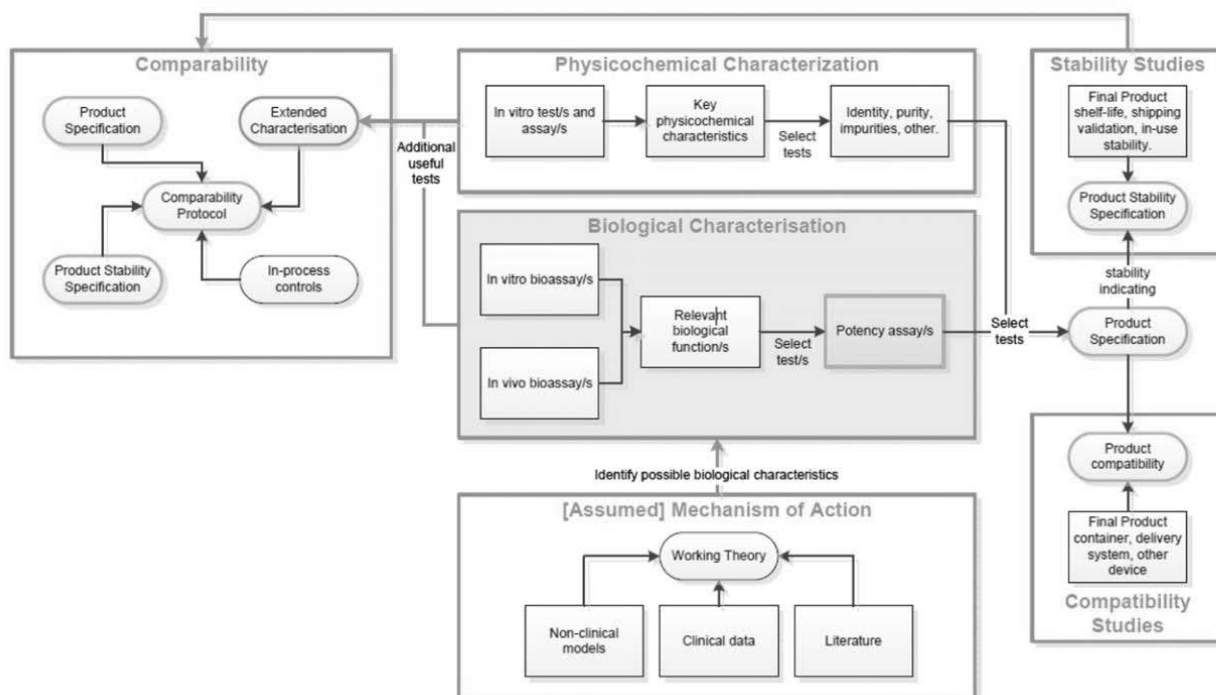 Comparability
Product
Specification
Extended
Characterisation
Comparability
Protocol
Product Stability
Specification
In-process
controls
Additional
useful
tests
Physicochemical Characterization
In vitro test/s and
assay/s
Key
physicochemical
characteristics
Select
tests
Identity, purity,
impurities, other.
Biological Characterisation
In vitro bioassay/s
In vivo bioassay/s
Relevant
biological
function/s
Select
test/s
Potency assay/s
Select
tests
Identify possible biological characteristics
[Assumed] Mechanism of Action
Working Theory
Non-clinical
models
Clinical data
Literature
Stability Studies
Final Product
shelf-life, shipping
validation, in-use
stability.
Product Stability
Specification
stability
indicating
Product
Specification
Product
compatibility
Final Product
container, delivery
system, other
device
Compatibility
Studies